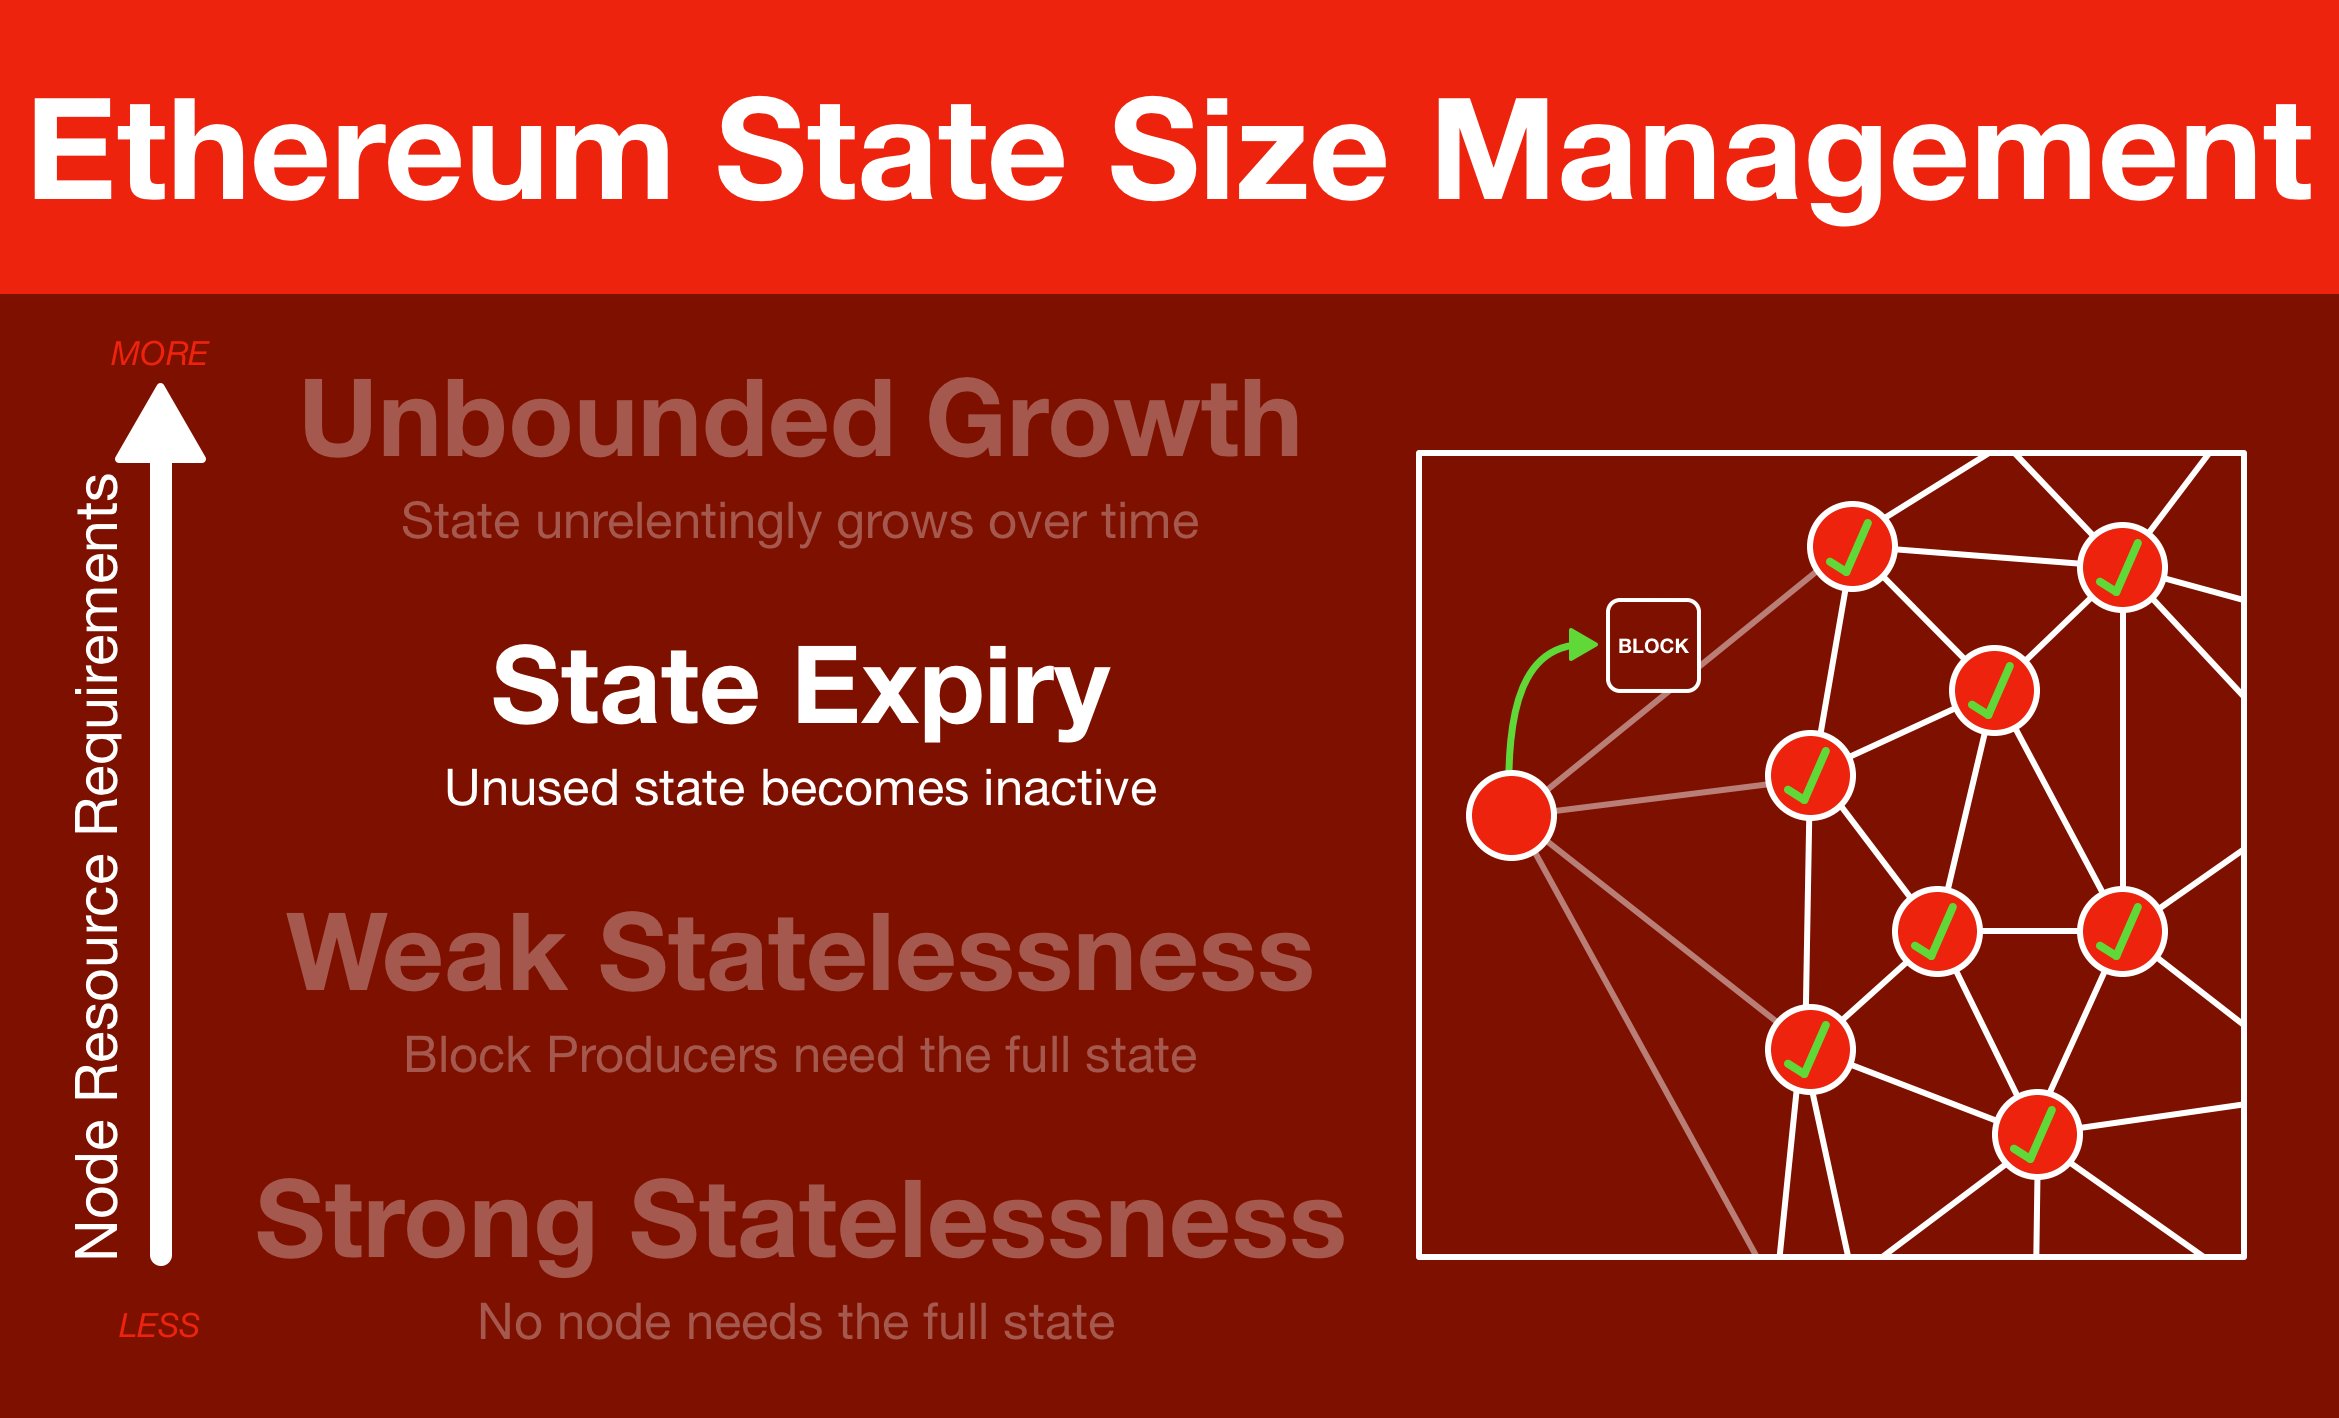 Ethereum State Size Management
MORE
Node Resource Requirements
LESS
Unbounded Growth
State unrelentingly grows over time
State Expiry
Unused state becomes inactive
Weak Statelessness
Block Producers need the full state
Strong Statelessness
No node needs the full state
BLOCK